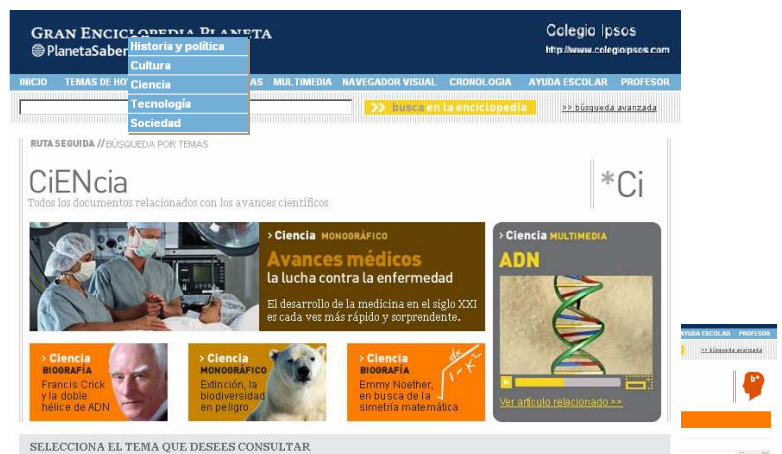 GRAN ENCICLOPEDIA PLANETA
PlanetaSaber
Colegio Ipsos
http://www.colegioipsos.com
Historia y política
Cultura
Ciencia
Tecnología
Sociedad
INICIO TEMAS DE HOY AS MULTIMEDIA NAVEGADOR VISUAL CRONOLOGIA AYUDA ESCOLAR PROFESOR
>> busca en la enciclopedia >> búsqueda avanzada
RUTA SEGUIDA // BÚSQUEDA POR TEMAS
CiENcia
*Ci
Todos los documentos relacionados con los avances científicos
> Ciencia MONOGRÁFICO
Avances médicos
la lucha contra la enfermedad
El desarrollo de la medicina en el siglo XXI
es cada vez más rápido y sorprendente.
> Ciencia MULTIMEDIA
ADN
Ver artículo relacionado >>
> Ciencia
BIOGRAFÍA
Francis Crick
y la doble
hélice de ADN
> Ciencia
MONOGRÁFICO
Extinción, la
biodiversidad
en peligro
> Ciencia
BIOGRAFÍA
Emmy Noether,
en busca de la
simetría matemática
SELECCIONA EL TEMA QUE DESEES CONSULTAR
AYUDA ESCOLAR PROFESOR
>> búsqueda avanzada
b*